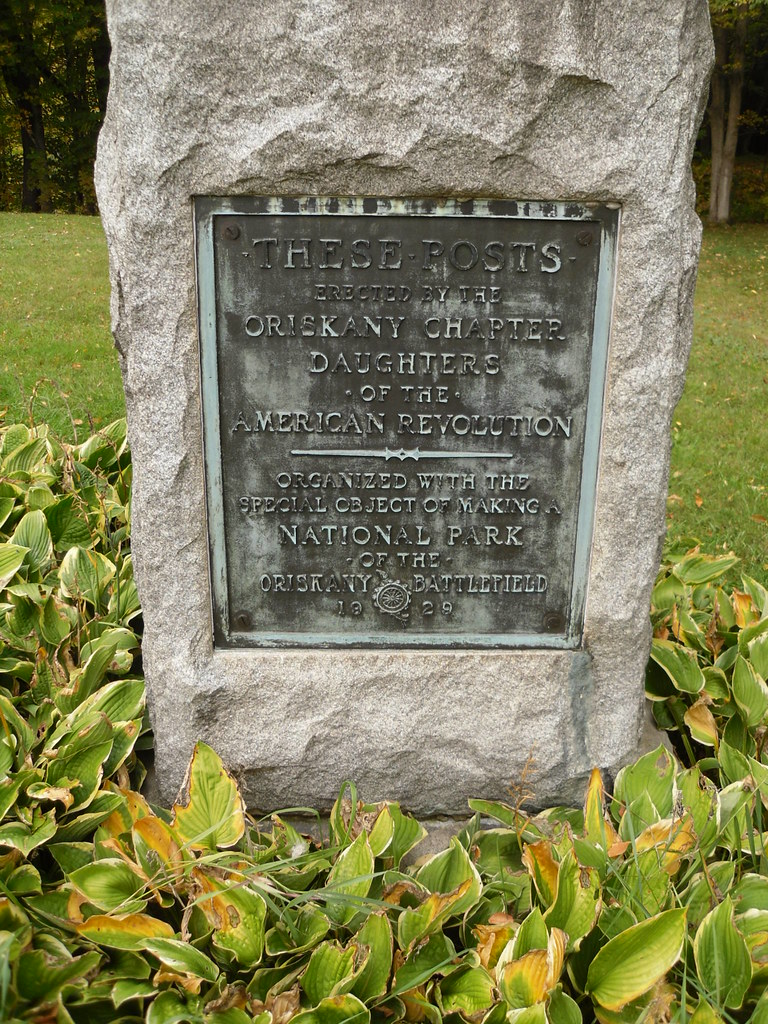 ·THESE·POSTS·
ERECTED BY THE
ORISKANY CHAPTER
DAUGHTERS
·OF THE·
AMERICAN REVOLUTION
ORGANIZED WITH THE
SPECIAL OBJECT OF MAKING A
NATIONAL PARK
·OF THE·
ORISKANY BATTLEFIELD
1929